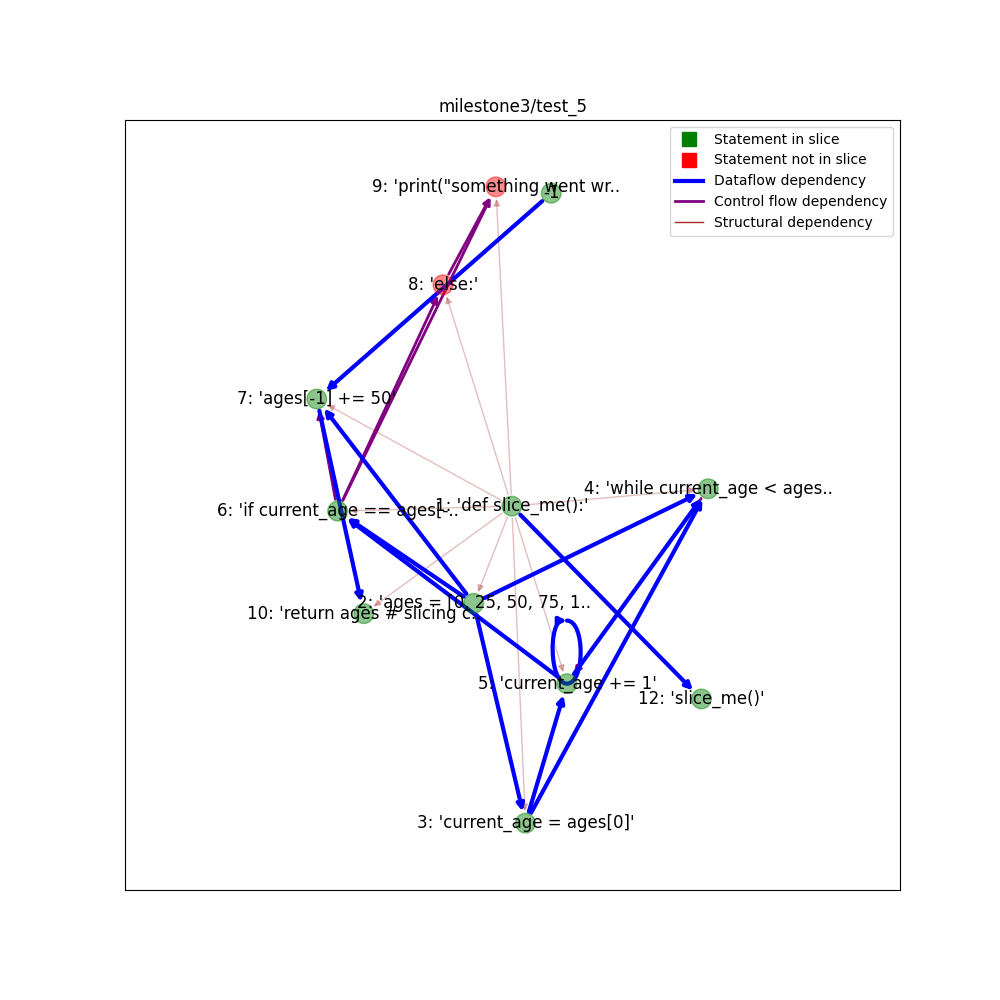 milestone3/test_5
Statement in slice
Statement not in slice
Dataflow dependency
Control flow dependency
Structural dependency
9: 'print("something went wr..
-1
8: 'else:'
7: 'ages[-1] += 50'
4: 'while current_age < ages..
1: 'def slice_me():'
6: 'if current_age == ages[-..
2: 'ages = [0, 25, 50, 75, 1..
10: 'return ages # slicing c..
5: 'current_age += 1'
12: 'slice_me()'
3: 'current_age = ages[0]'